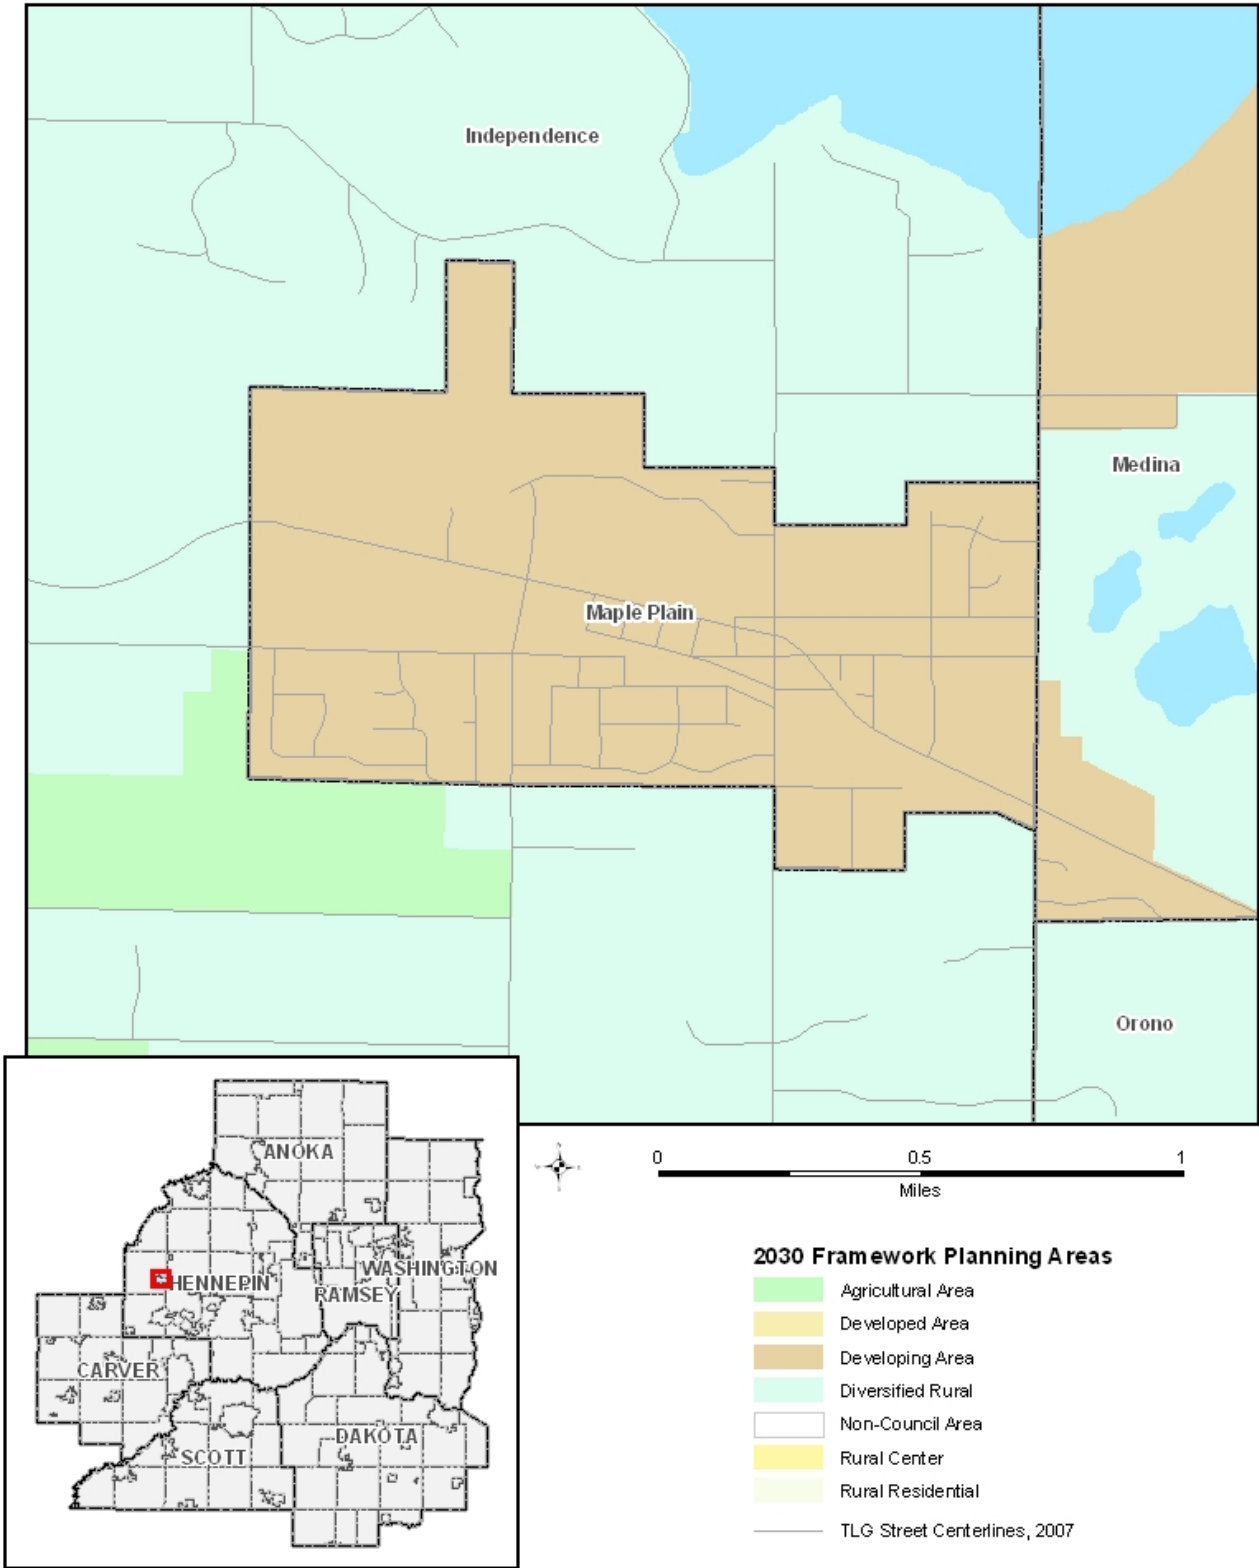 Independence
Medina
Maple Plain
Orono
ANOKA
WASHINGTON
HENNEPIN
RAMSEY
CARVER
DAKOTA
SCOTT
0 0.5 1
Miles
2030 Framework Planning Areas
Agricultural Area
Developed Area
Developing Area
Diversified Rural
Non-Council Area
Rural Center
Rural Residential
TLG Street Centerlines, 2007